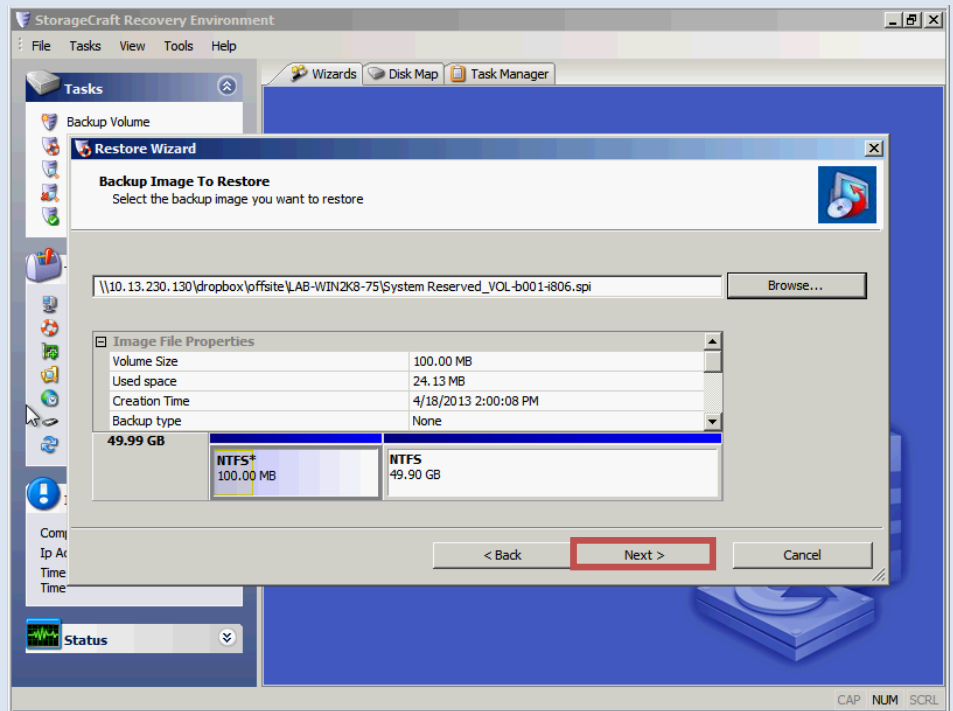 StorageCraft Recovery Environment
File Tasks View Tools Help
Wizards Disk Map Task Manager
Tasks
Backup Volume
Restore Wizard
Backup Image To Restore
Select the backup image you want to restore
\\10.13.230.130\dropbox\offsite\LAB-WIN2K8-75\System Reserved_VOL-b001-i806.spi Browse...
Image File Properties
Volume Size 100.00 MB
Used space 24.13 MB
Creation Time 4/18/2013 2:00:08 PM
Backup type None
49.99 GB
NTFS* NTFS
100.00 MB 49.90 GB
< Back Next > Cancel
Com
Ip A
Time
Time
Status
CAP NUM SCRL